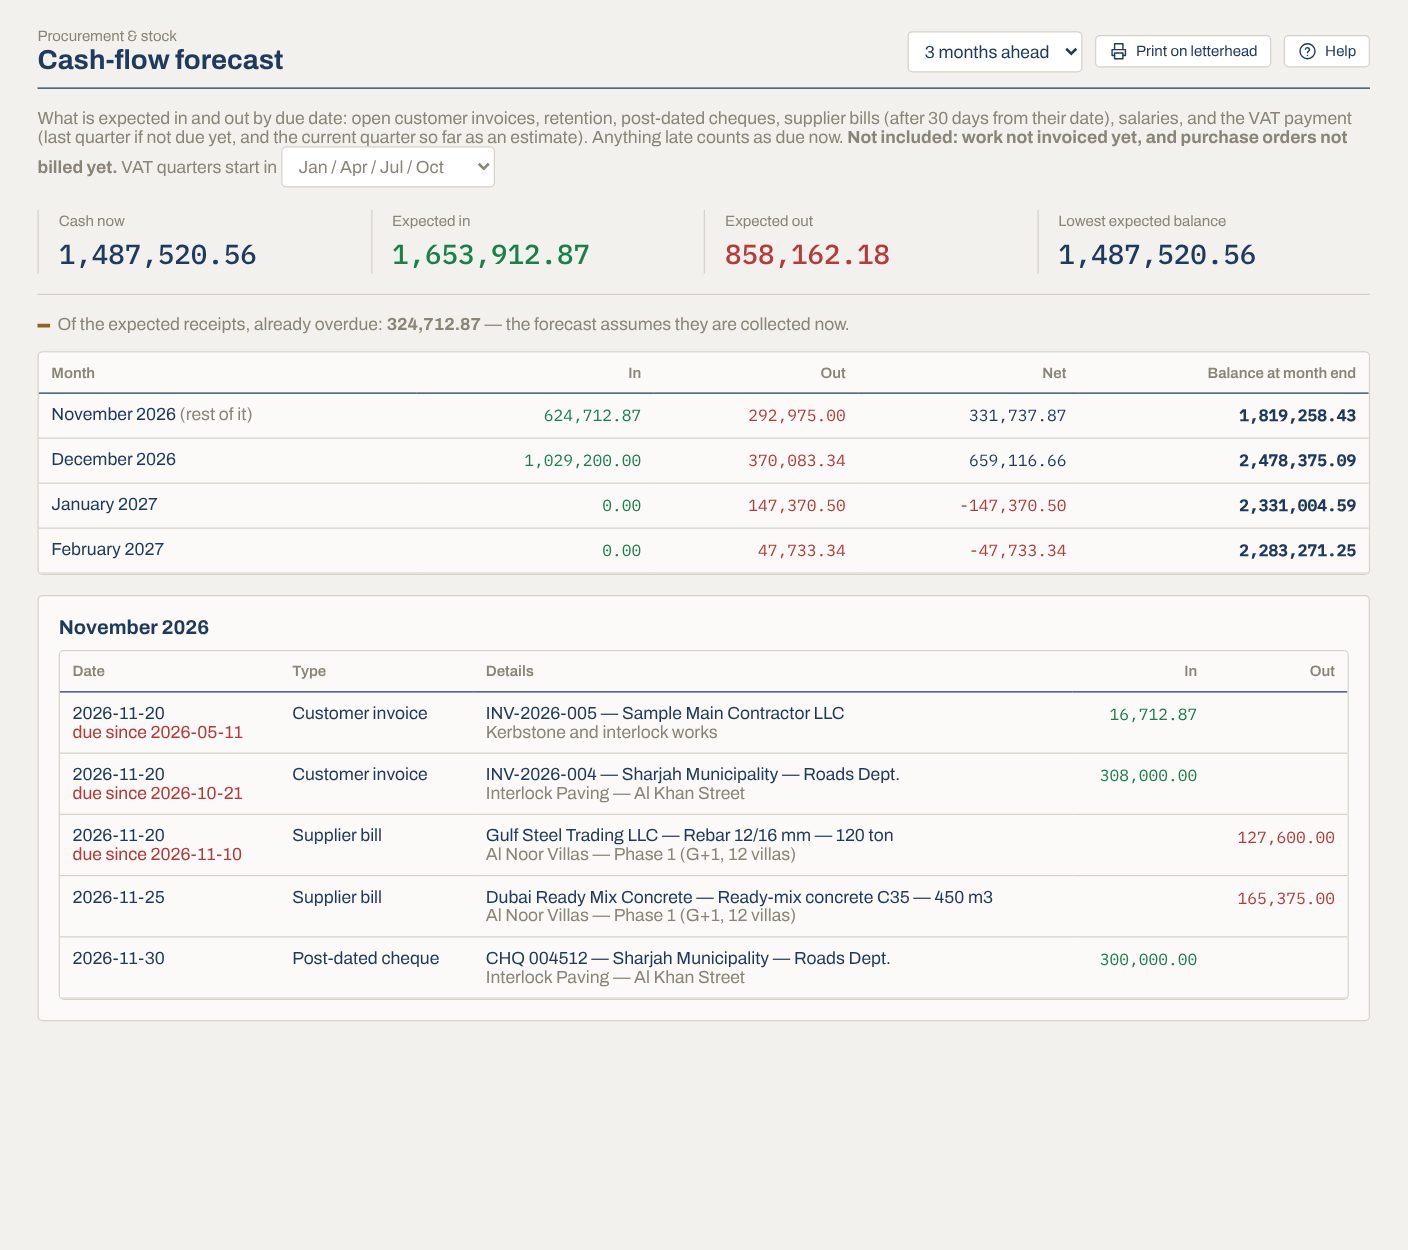 Procurement & stock
Cash-flow forecast
3 months ahead
Print on letterhead
Help
What is expected in and out by due date: open customer invoices, retention, post-dated cheques, supplier bills (after 30 days from their date), salaries, and the VAT payment
(last quarter if not due yet, and the current quarter so far as an estimate). Anything late counts as due now. Not included: work not invoiced yet, and purchase orders not
billed yet. VAT quarters start in Jan / Apr / Jul / Oct
Cash now Expected in Expected out Lowest expected balance
1,487,520.56 1,653,912.87 858,162.18 1,487,520.56
Of the expected receipts, already overdue: 324,712.87 — the forecast assumes they are collected now.
Month In Out Net Balance at month end
November 2026 (rest of it) 624,712.87 292,975.00 331,737.87 1,819,258.43
December 2026 1,029,200.00 370,083.34 659,116.66 2,478,375.09
January 2027 0.00 147,370.50 -147,370.50 2,331,004.59
February 2027 0.00 47,733.34 -47,733.34 2,283,271.25
November 2026
Date Type Details In Out
2026-11-20 Customer invoice INV-2026-005 — Sample Main Contractor LLC 16,712.87
due since 2026-05-11 Kerbstone and interlock works
2026-11-20 Customer invoice INV-2026-004 — Sharjah Municipality — Roads Dept. 308,000.00
due since 2026-10-21 Interlock Paving — Al Khan Street
2026-11-20 Supplier bill Gulf Steel Trading LLC — Rebar 12/16 mm — 120 ton 127,600.00
due since 2026-11-10 Al Noor Villas — Phase 1 (G+1, 12 villas)
2026-11-25 Supplier bill Dubai Ready Mix Concrete — Ready-mix concrete C35 — 450 m3 165,375.00
Al Noor Villas — Phase 1 (G+1, 12 villas)
2026-11-30 Post-dated cheque CHQ 004512 — Sharjah Municipality — Roads Dept. 300,000.00
Interlock Paving — Al Khan Street